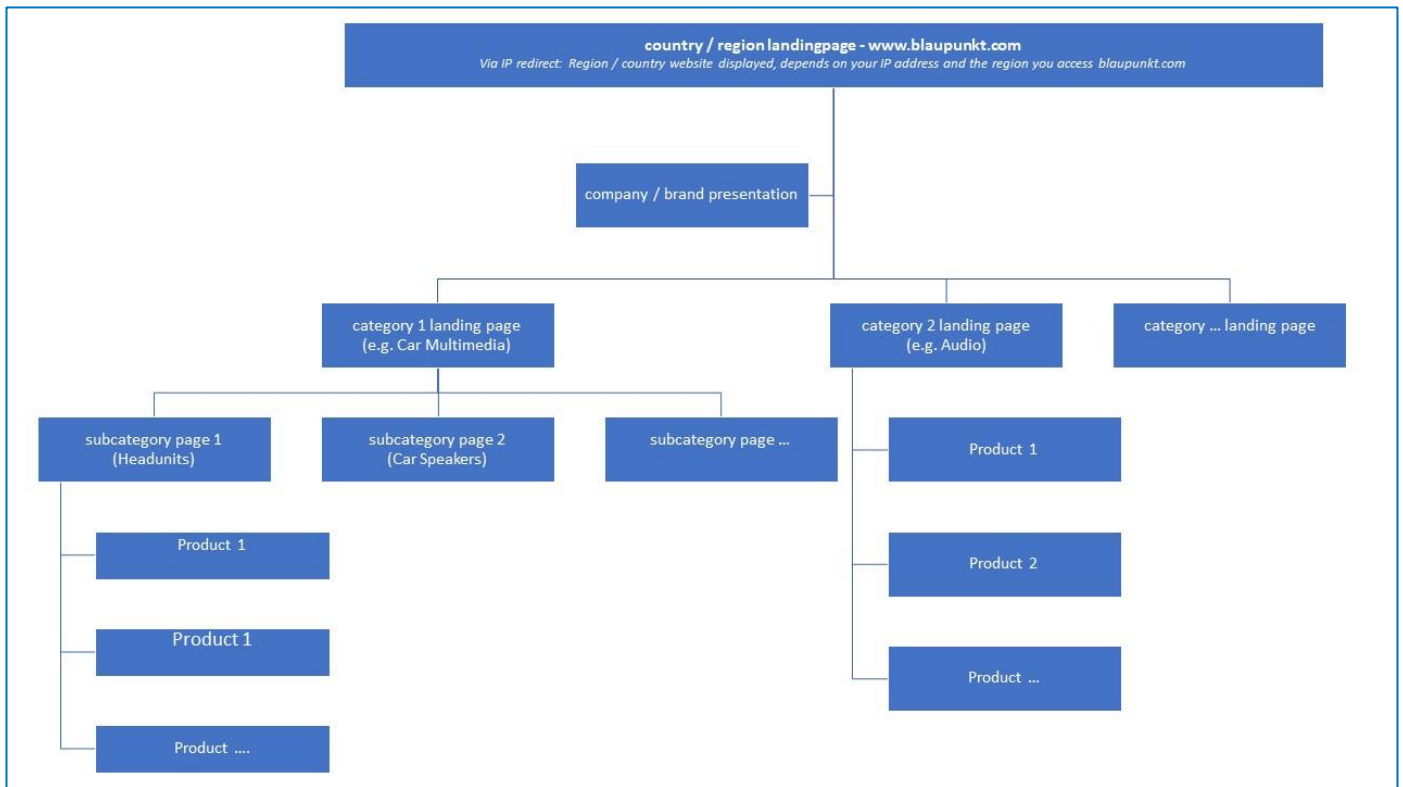 country / region landingpage - www.blaupunkt.com
Via IP redirect: Region / country website displayed, depends on your IP address and the region you access blaupunkt.com
company / brand presentation
category 1 landing page
(e.g. Car Multimedia)
category 2 landing page
(e.g. Audio)
category ... landing page
subcategory page 1
(Headunits)
subcategory page 2
(Car Speakers)
subcategory page ...
Product 1
Product 1
Product ....
Product 1
Product 2
Product ...